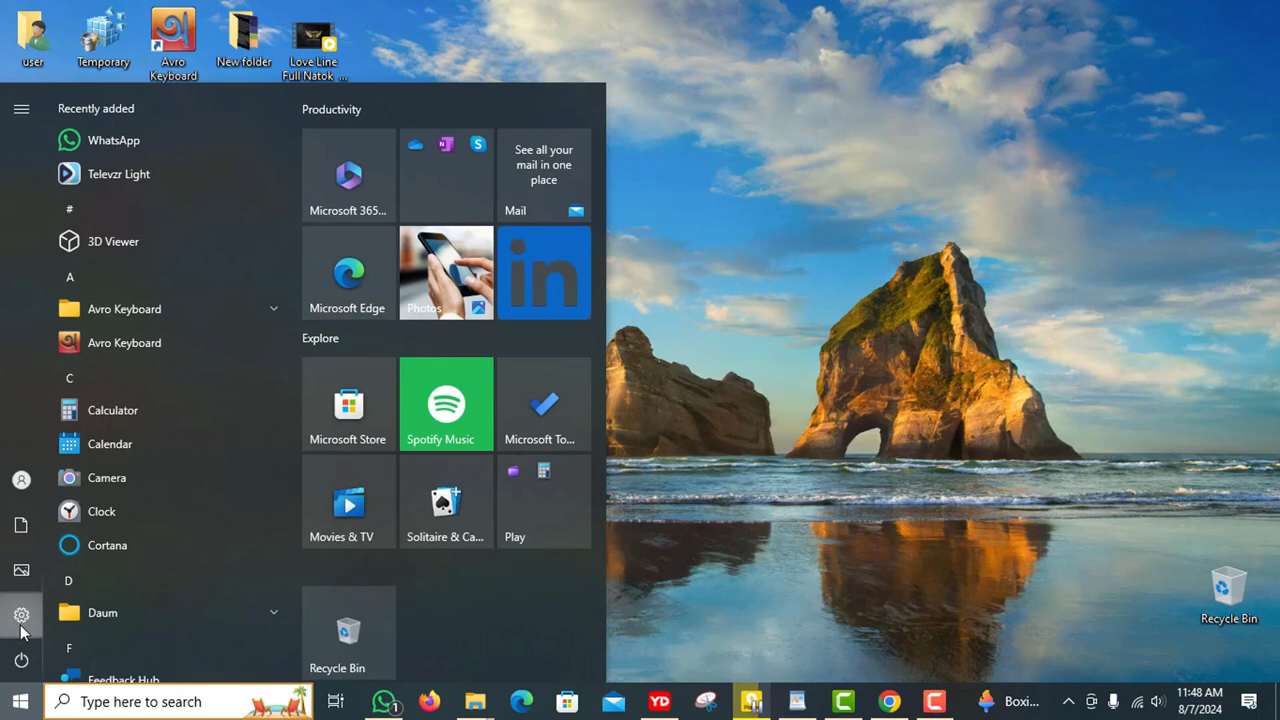 user
Temporary
Avro
Keyboard
New folder
Love Line
Full Natok ...
Recently added
WhatsApp
Televzr Light
#
3D Viewer
A
Avro Keyboard
Avro Keyboard
C
Calculator
Calendar
Camera
Clock
Cortana
D
Daum
F
Feedback Hub
Productivity
Microsoft 365...
See all your
mail in one
place
Mail
Microsoft Edge
Photos
in
Explore
Microsoft Store
Spotify Music
Microsoft To...
Movies & TV
Solitaire & Ca...
Play
Recycle Bin
Recycle Bin
Type here to search
1
YD
Boxi...
11:48 AM
8/7/2024